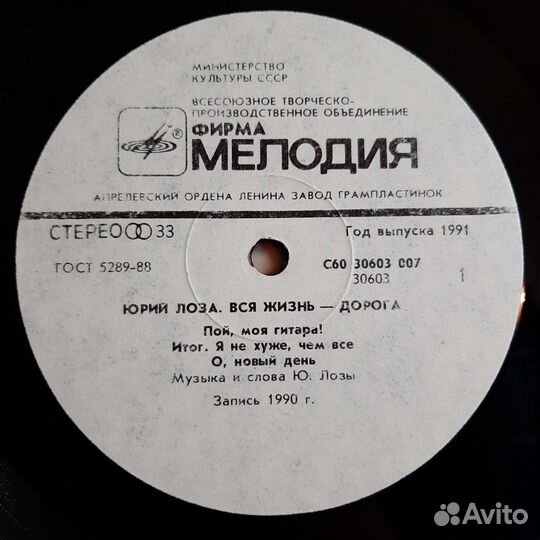 МИНИСТЕРСТВО
КУЛЬТУРЫ СССР
ВСЕСОЮЗНОЕ ТВОРЧЕСКО-
ПРОИЗВОДСТВЕННОЕ ОБЪЕДИНЕНИЕ
ФИРМА
® МЕЛОДИЯ
АПРЕЛЕВСКИЙ ОРДЕНА ЛЕНИНА ЗАВОД ГРАМПЛАСТИНОК
СТЕРЕО 33 Год выпуска 1991
ГОСТ 5289-88 С60 30603 007
30603 1
ЮРИЙ ЛОЗА. ВСЯ ЖИЗНЬ — ДОРОГА
Пой, моя гитара!
Итог. Я не хуже, чем все
О, новый день
Музыка и слова Ю. Лозы
Запись 1990 г.
Avito